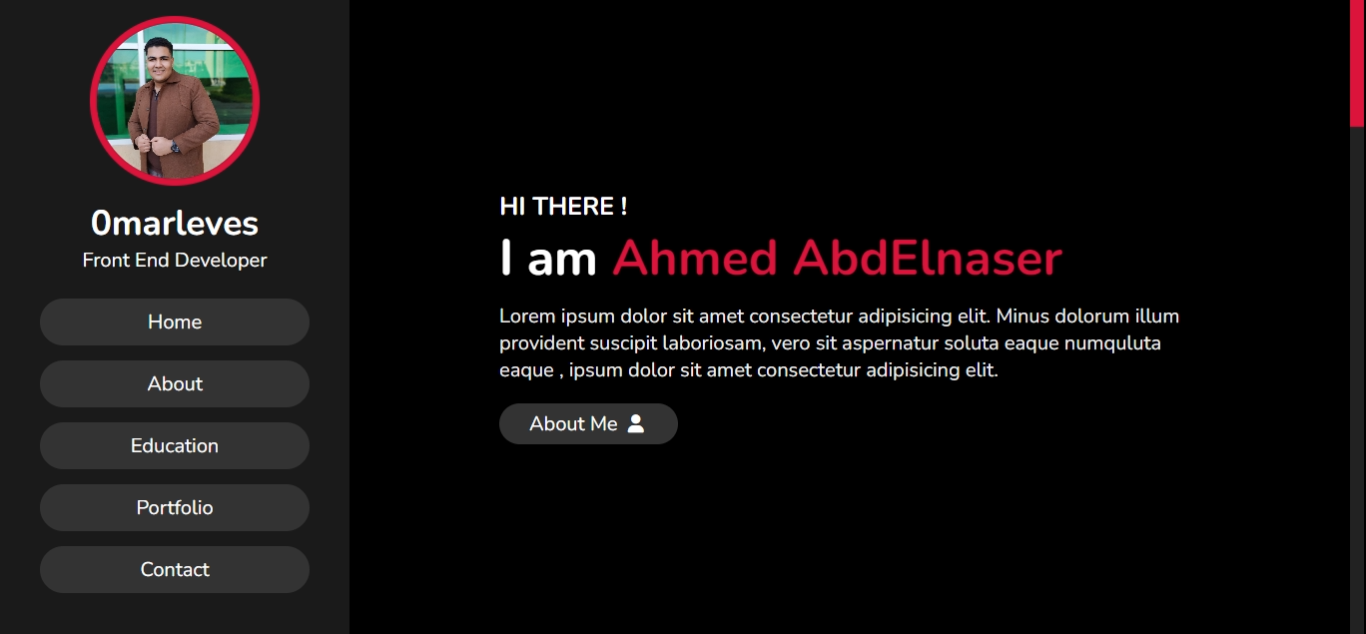 0marleves
Front End Developer
Home
About
Education
Portfolio
Contact
HI THERE !
I am Ahmed AbdElnaser
Lorem ipsum dolor sit amet consectetur adipisicing elit. Minus dolorum illum
provident suscipit laboriosam, vero sit aspernatur soluta eaque numquluta
eaque , ipsum dolor sit amet consectetur adipisicing elit.
About Me